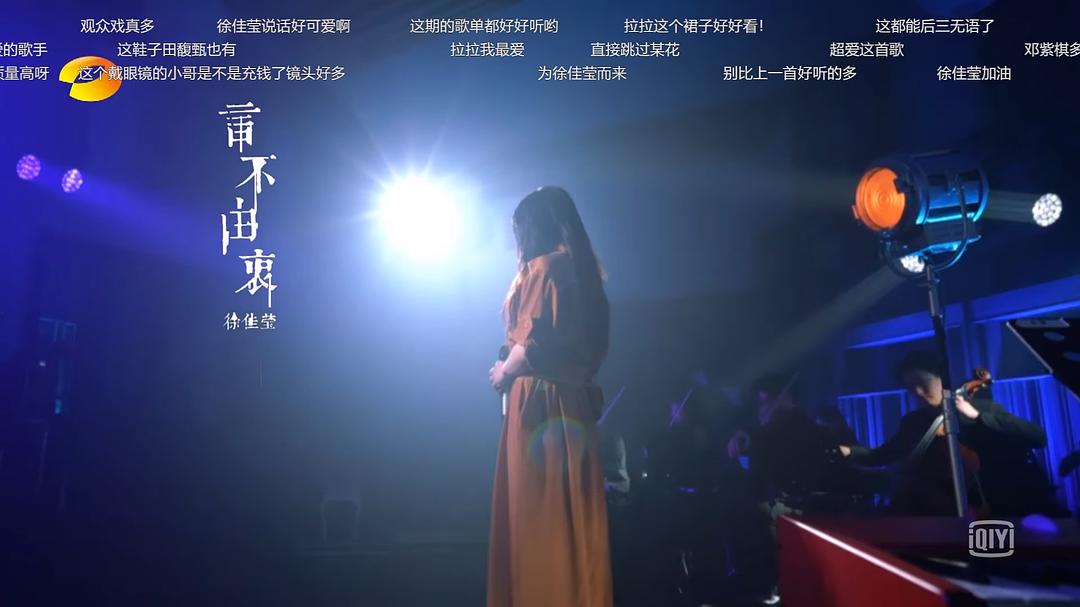 观众戏真多 徐佳莹说话好可爱啊 这期的歌单都好好听哟 拉拉这个裙子好好看！ 这都能后三无语了
的歌手 这鞋子田馥甄也有 拉拉我最爱 直接跳过某花 超爱这首歌 邓紫棋多
质量高呀 这个戴眼镜的小哥是不是充钱了镜头好多 为徐佳莹而来 别比上一首好听的多 徐佳莹加油
言不由衷
徐佳莹
iQIYI